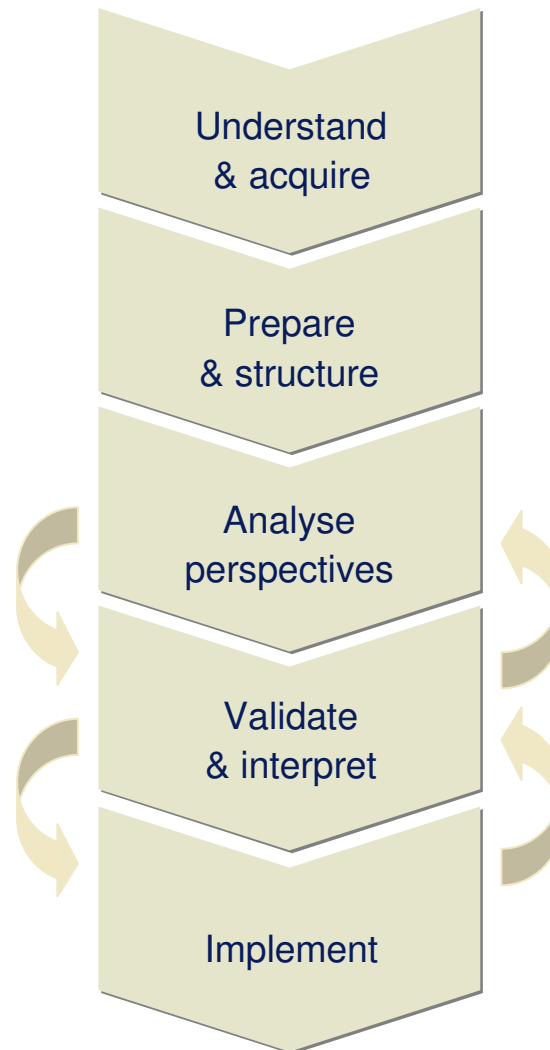 Understand
& acquire
Prepare
& structure
Analyse
perspectives
Validate
& interpret
Implement